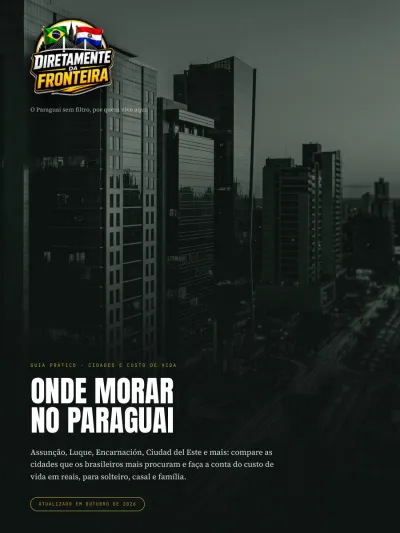 DIRETAMENTE
DA
FRONTEIRA
O Paraguai sem filtro, por quem vive aqui.
GUIA PRÁTICO · CIDADES E CUSTO DE VIDA
ONDE MORAR
NO PARAGUAI
Assunção, Luque, Encarnación, Ciudad del Este e mais: compare as
cidades que os brasileiros mais procuram e faça a conta do custo de
vida em reais, para solteiro, casal e família.
ATUALIZADO EM OUTUBRO DE 2026